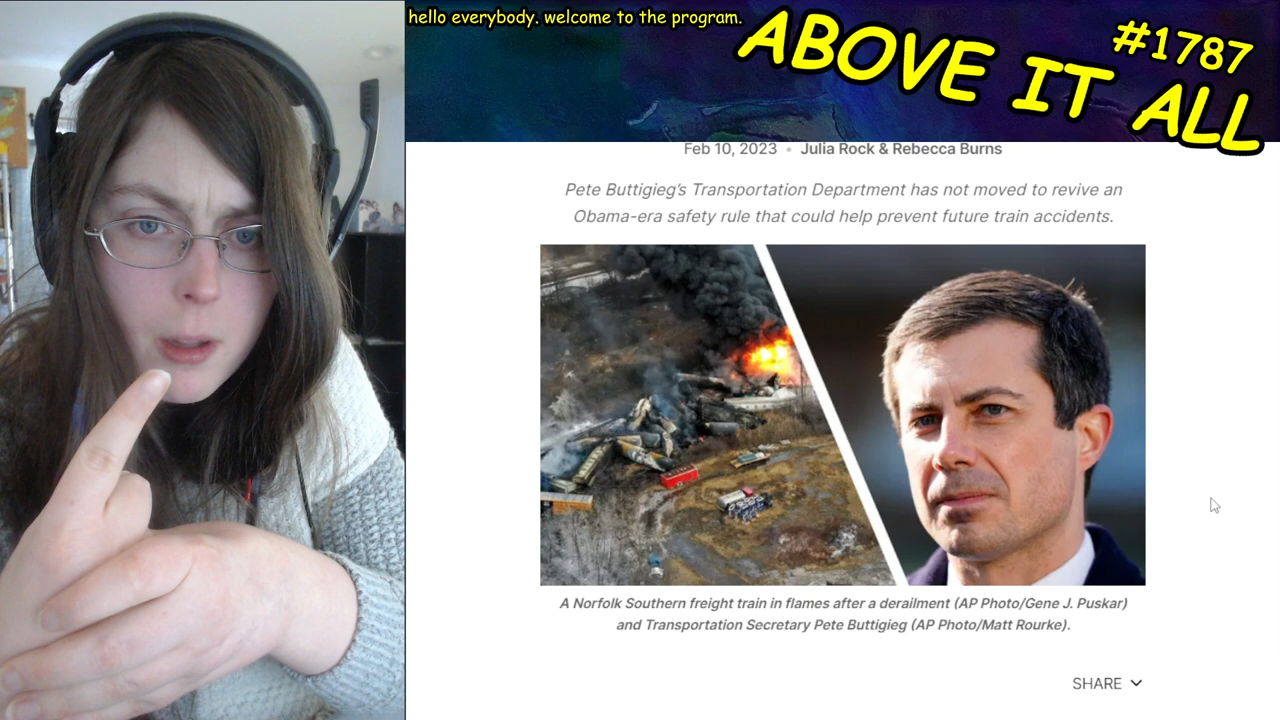 hello everybody. welcome to the program.
ABOVE IT ALL
#1787
Feb 10, 2023 • Julia Rock & Rebecca Burns
Pete Buttigieg’s Transportation Department has not moved to revive an
Obama-era safety rule that could help prevent future train accidents.
A Norfolk Southern freight train in flames after a derailment (AP Photo/Gene J. Puskar)
and Transportation Secretary Pete Buttigieg (AP Photo/Matt Rourke).
SHARE